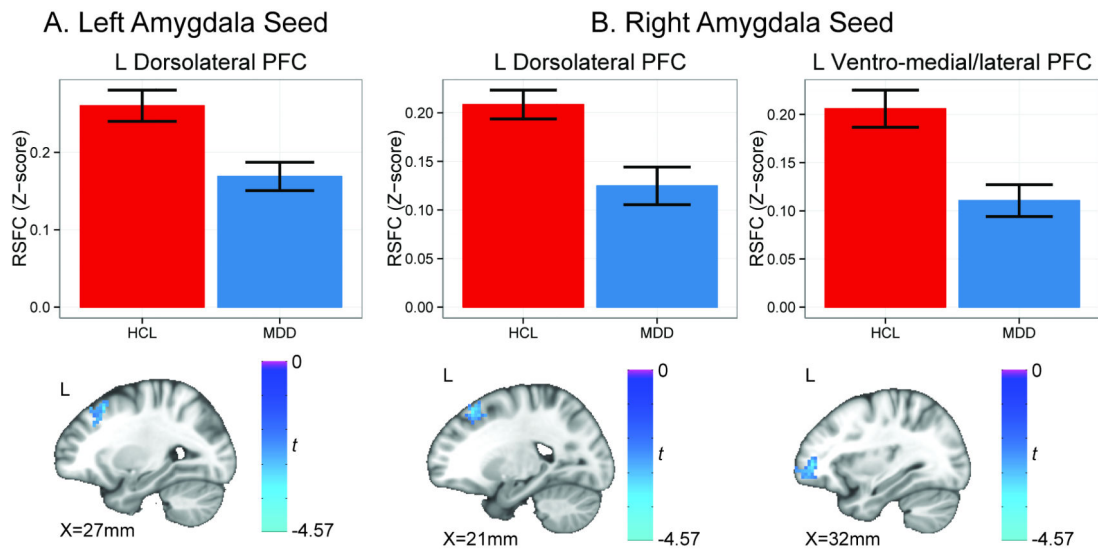 A. Left Amygdala Seed
B. Right Amygdala Seed
L Dorsolateral PFC
L Dorsolateral PFC
L Ventro-medial/lateral PFC
RSFC (Z−score)
0.2
0.1
0.0
HCL
MDD
RSFC (Z−score)
0.20
0.15
0.10
0.05
0.00
HCL
MDD
RSFC (Z−score)
0.20
0.15
0.10
0.05
0.00
HCL
MDD
L
0
t
-4.57
X=27mm
L
0
t
-4.57
X=21mm
L
0
t
-4.57
X=32mm